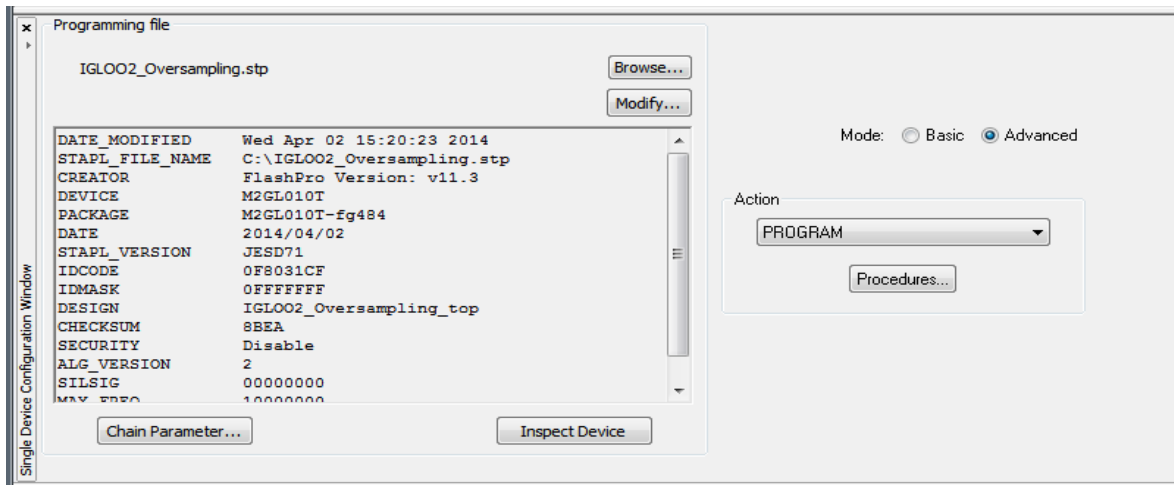 Programming file
IGLOO2_Oversampling.stp
Browse...
Modify...
DATE_MODIFIED Wed Apr 02 15:20:23 2014
STAPL_FILE_NAME C:\IGLOO2_Oversampling.stp
CREATOR FlashPro Version: v11.3
DEVICE M2GL010T
PACKAGE M2GL010T-fg484
DATE 2014/04/02
STAPL_VERSION JESD71
IDCODE 0F8031CF
IDMASK 0FFFFFFF
DESIGN IGLOO2_Oversampling_top
CHECKSUM 8BEA
SECURITY Disable
ALG_VERSION 2
SILSIG 00000000
MAX_FREQ 10000000
Chain Parameter...
Inspect Device
Mode: Basic Advanced
Action
PROGRAM
Procedures...
Single Device Configuration Window